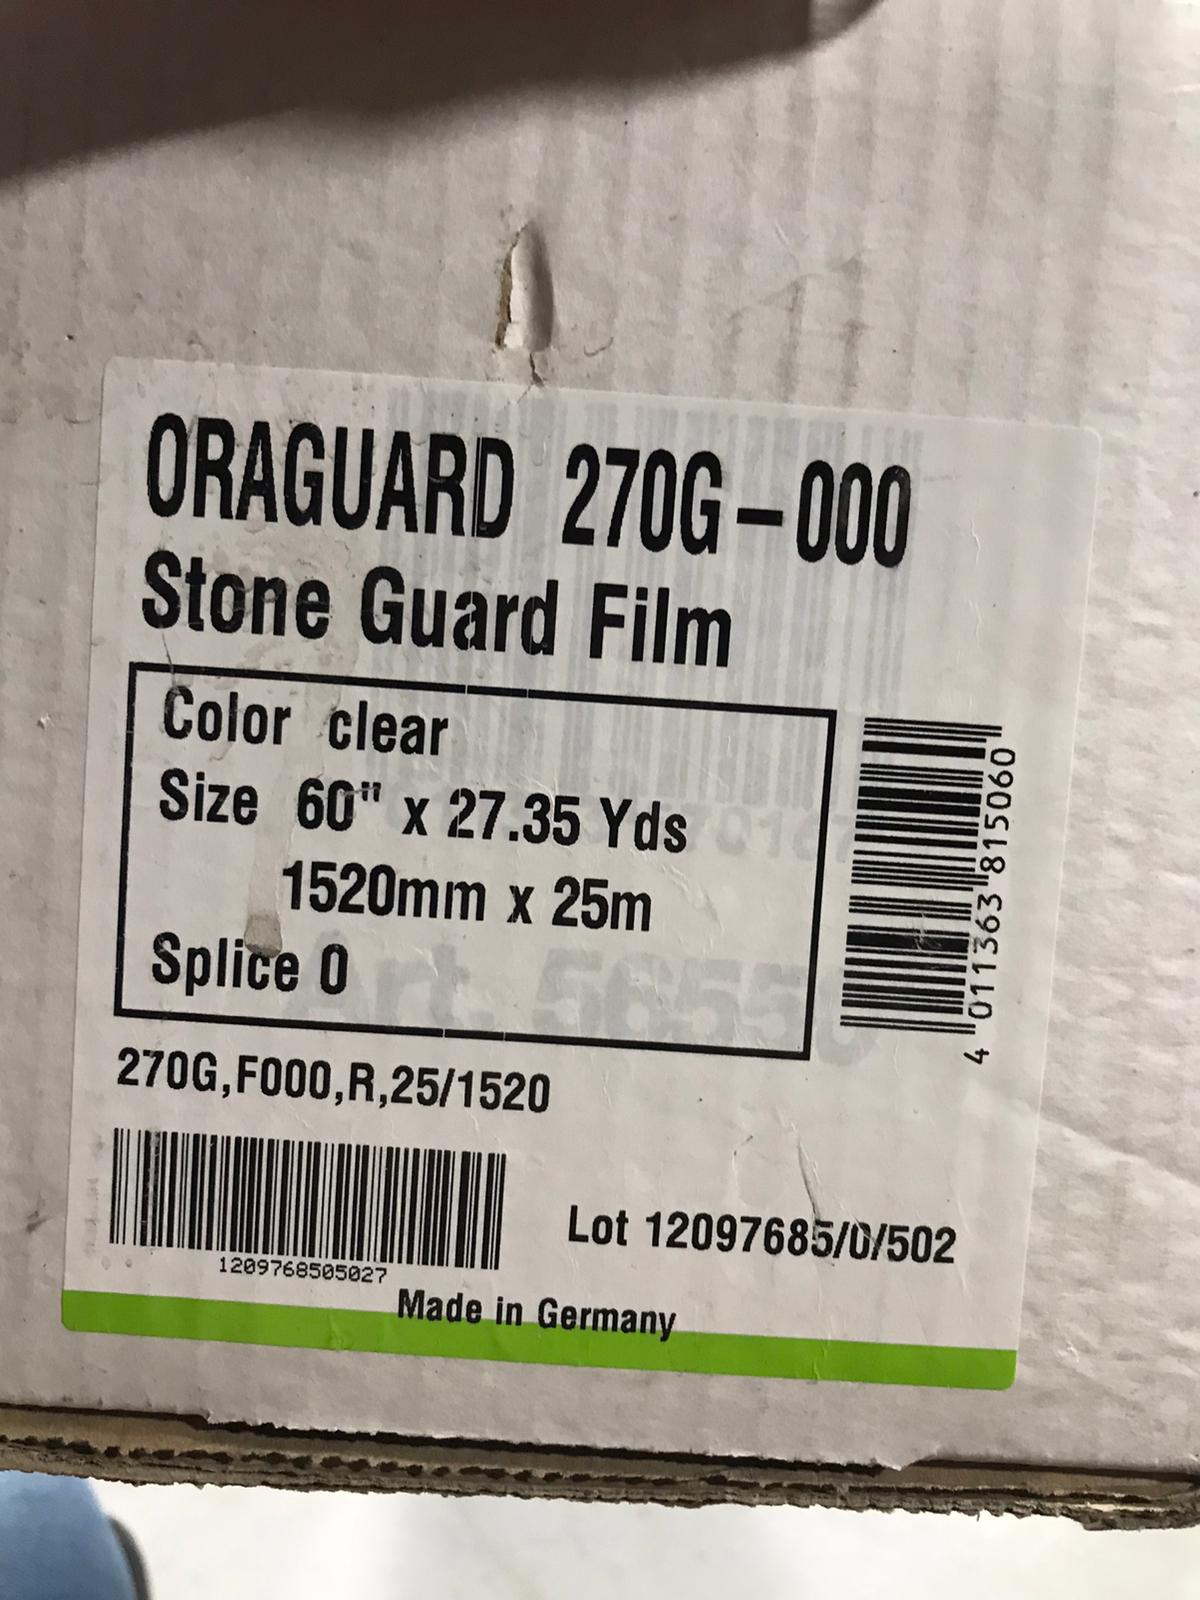 ORAGUARD 270G-000
Stone Guard Film
Color clear
Size 60" x 27.35 Yds
1520mm x 25m
Splice 0
4 011363 815060
270G,F000,R,25/1520
1209768505027
Lot 12097685/0/502
Made in Germany